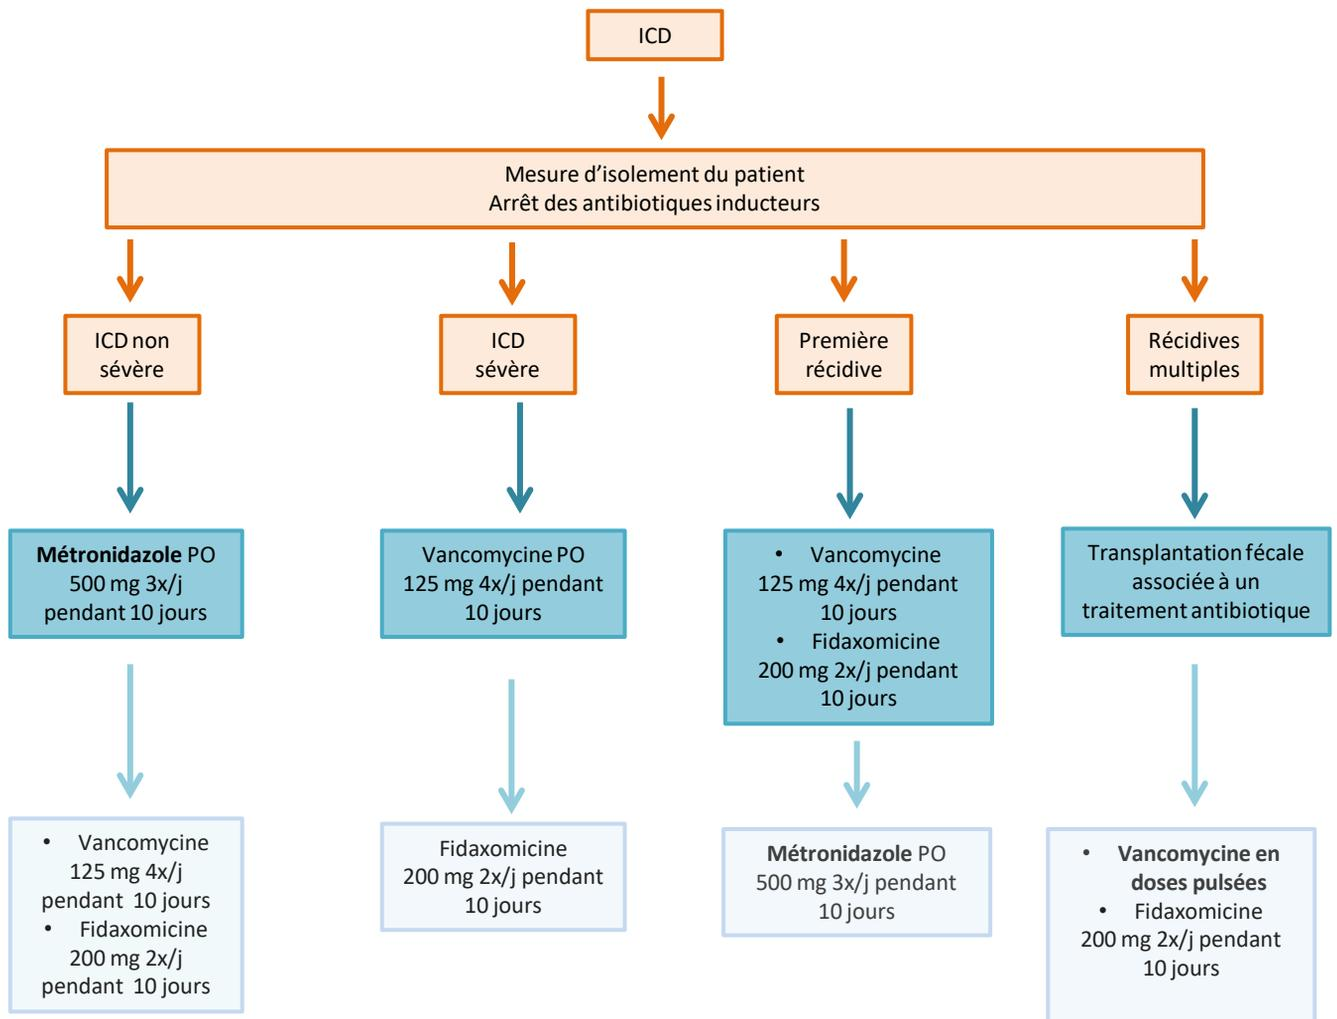 ICD
Mesure d’isolement du patient
Arrêt des antibiotiques inducteurs
ICD non
sévère
ICD
sévère
Première
récidive
Récidives
multiples
Métronidazole PO
500 mg 3x/j
pendant 10 jours
Vancomycine PO
125 mg 4x/j pendant
10 jours
• Vancomycine
125 mg 4x/j pendant
10 jours
• Fidaxomicine
200 mg 2x/j pendant
10 jours
Transplantation fécale
associée à un
traitement antibiotique
• Vancomycine
125 mg 4x/j
pendant 10 jours
• Fidaxomicine
200 mg 2x/j
pendant 10 jours
Fidaxomicine
200 mg 2x/j pendant
10 jours
Métronidazole PO
500 mg 3x/j pendant
10 jours
• Vancomycine en
doses pulsées
• Fidaxomicine
200 mg 2x/j pendant
10 jours